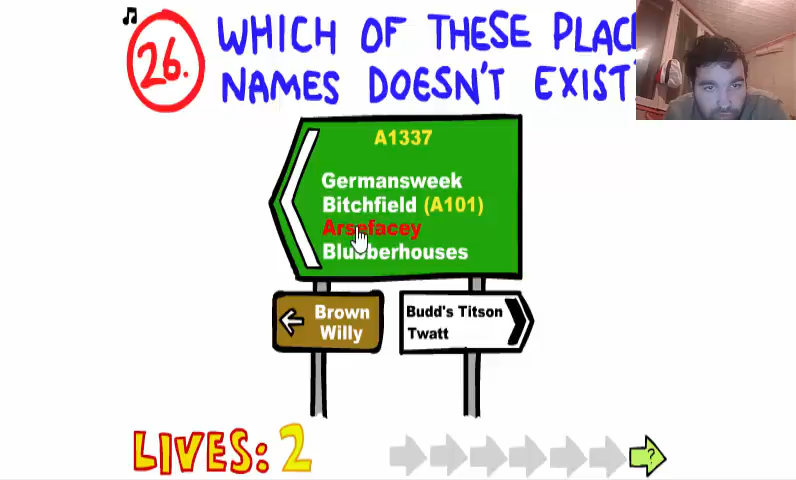 26.
WHICH OF THESE PLAC
NAMES DOESN'T EXIST
A1337
Germansweek
Bitchfield (A101)
Arsefacey
Blubberhouses
Brown
Willy
Budd's Titson
Twatt
LIVES: 2
?